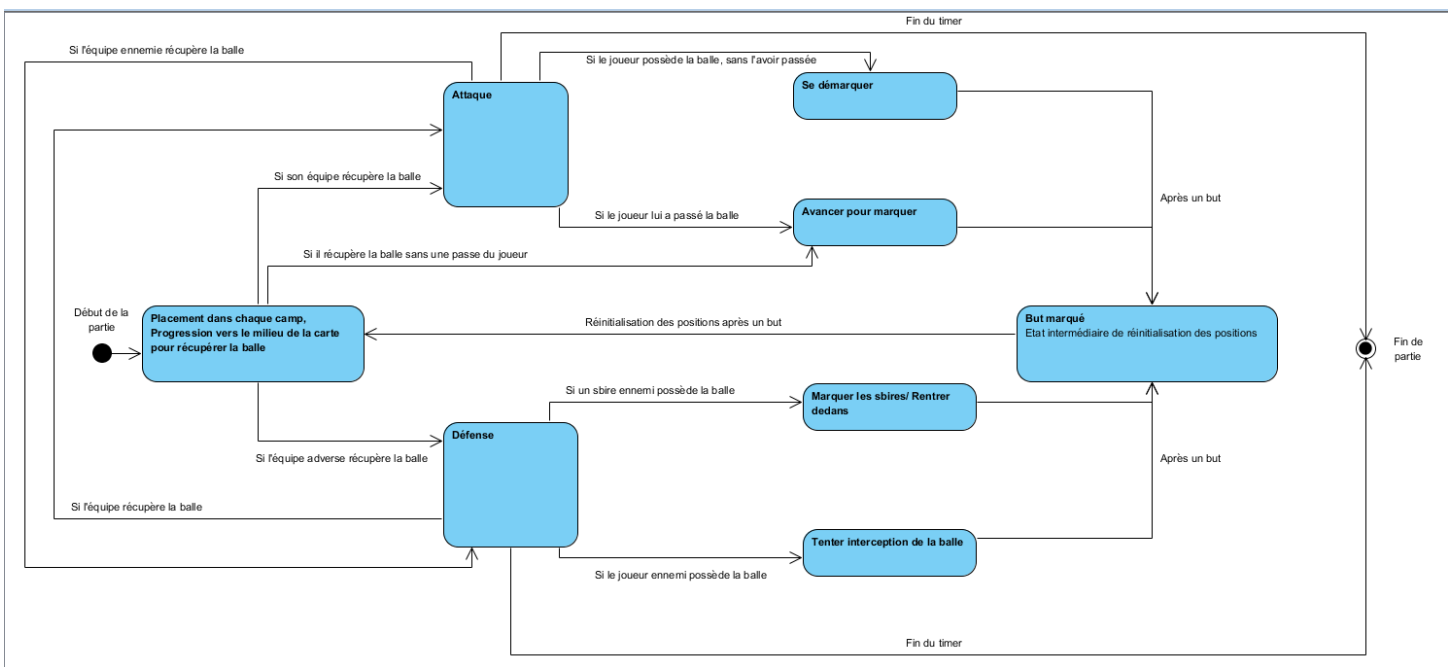 Fin du timer
Si l'équipe ennemie récupère la balle
Si le joueur possède la balle, sans l'avoir passée
Attaque
Se démarquer
Si son équipe récupère la balle
Après un but
Avancer pour marquer
Si le joueur lui a passé la balle
Si il récupère la balle sans une passe du joueur
Début de la
partie
Placement dans chaque camp,
Progression vers le milieu de la carte
pour récupérer la balle
Réinitialisation des positions après un but
But marqué
Etat intermédiaire de réinitialisation des positions
Fin de
partie
Si un sbire ennemi possède la balle
Marquer les sbires/ Rentrer
dedans
Défense
Si l'équipe adverse récupère la balle
Après un but
Si l'équipe récupère la balle
Tenter interception de la balle
Si le joueur ennemi possède la balle
Fin du timer